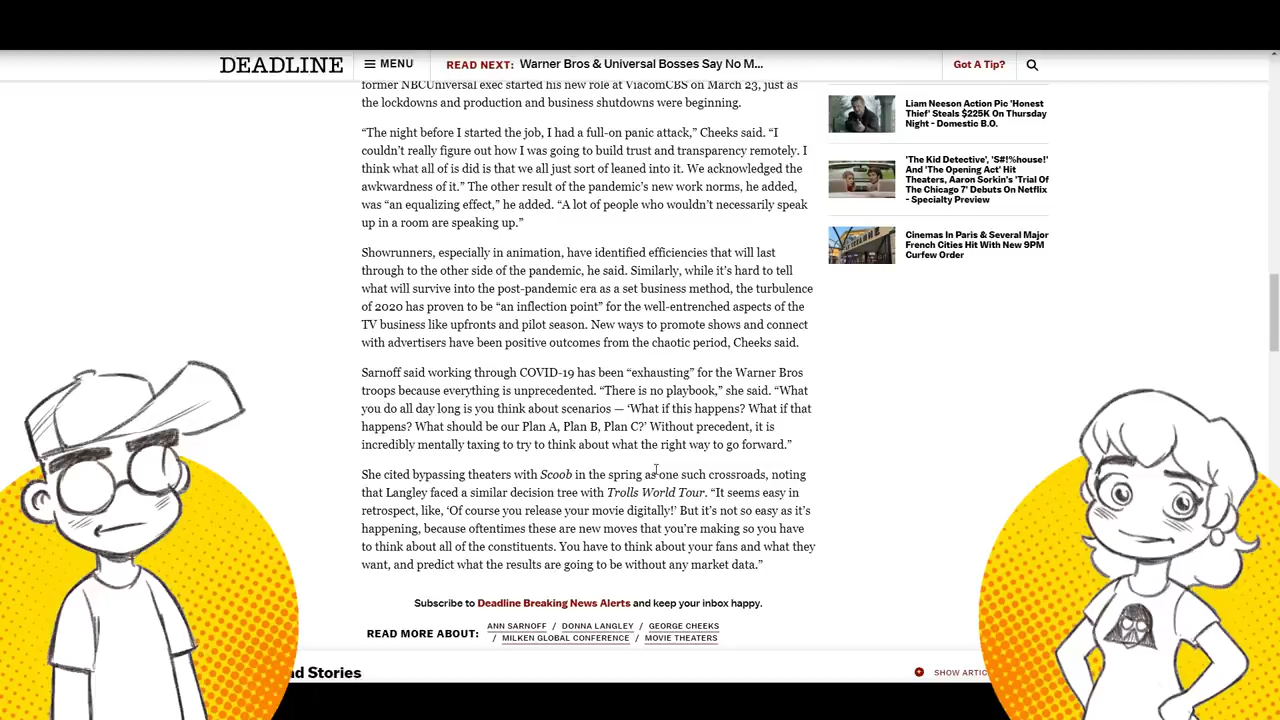 DEADLINE
MENU
READ NEXT: Warner Bros & Universal Bosses Say No M...
Got A Tip?
former NBCUniversal exec started his new role at ViacomCBS on March 23, just as
the lockdowns and production and business shutdowns were beginning.
“The night before I started the job, I had a full-on panic attack,” Cheeks said. “I
couldn’t really figure out how I was going to build trust and transparency remotely. I
think what all of is did is that we all just sort of leaned into it. We acknowledged the
awkwardness of it.” The other result of the pandemic’s new work norms, he added,
was “an equalizing effect,” he added. “A lot of people who wouldn’t necessarily speak
up in a room are speaking up.”
Showrunners, especially in animation, have identified efficiencies that will last
through to the other side of the pandemic, he said. Similarly, while it’s hard to tell
what will survive into the post-pandemic era as a set business method, the turbulence
of 2020 has proven to be “an inflection point” for the well-entrenched aspects of the
TV business like upfronts and pilot season. New ways to promote shows and connect
with advertisers have been positive outcomes from the chaotic period, Cheeks said.
Sarnoff said working through COVID-19 has been “exhausting” for the Warner Bros
troops because everything is unprecedented. “There is no playbook,” she said. “What
you do all day long is you think about scenarios — ‘What if this happens? What if that
happens? What should be our Plan A, Plan B, Plan C?’ Without precedent, it is
incredibly mentally taxing to try to think about what the right way to go forward.”
She cited bypassing theaters with Scoob in the spring as one such crossroads, noting
that Langley faced a similar decision tree with Trolls World Tour. “It seems easy in
retrospect, like, ‘Of course you release your movie digitally!’ But it’s not so easy as it’s
happening, because oftentimes these are new moves that you’re making so you have
to think about all of the constituents. You have to think about your fans and what they
want, and predict what the results are going to be without any market data.”
Subscribe to Deadline Breaking News Alerts and keep your inbox happy.
READ MORE ABOUT: ANN SARNOFF / DONNA LANGLEY / GEORGE CHEEKS
/ MILKEN GLOBAL CONFERENCE / MOVIE THEATERS
Liam Neeson Action Pic 'Honest
Thief' Steals $225K On Thursday
Night - Domestic B.O.
'The Kid Detective', 'S#!%house!'
And 'The Opening Act' Hit
Theaters, Aaron Sorkin's 'Trial Of
The Chicago 7' Debuts On Netflix
- Specialty Preview
Cinemas In Paris & Several Major
French Cities Hit With New 9PM
Curfew Order
Stories
SHOW